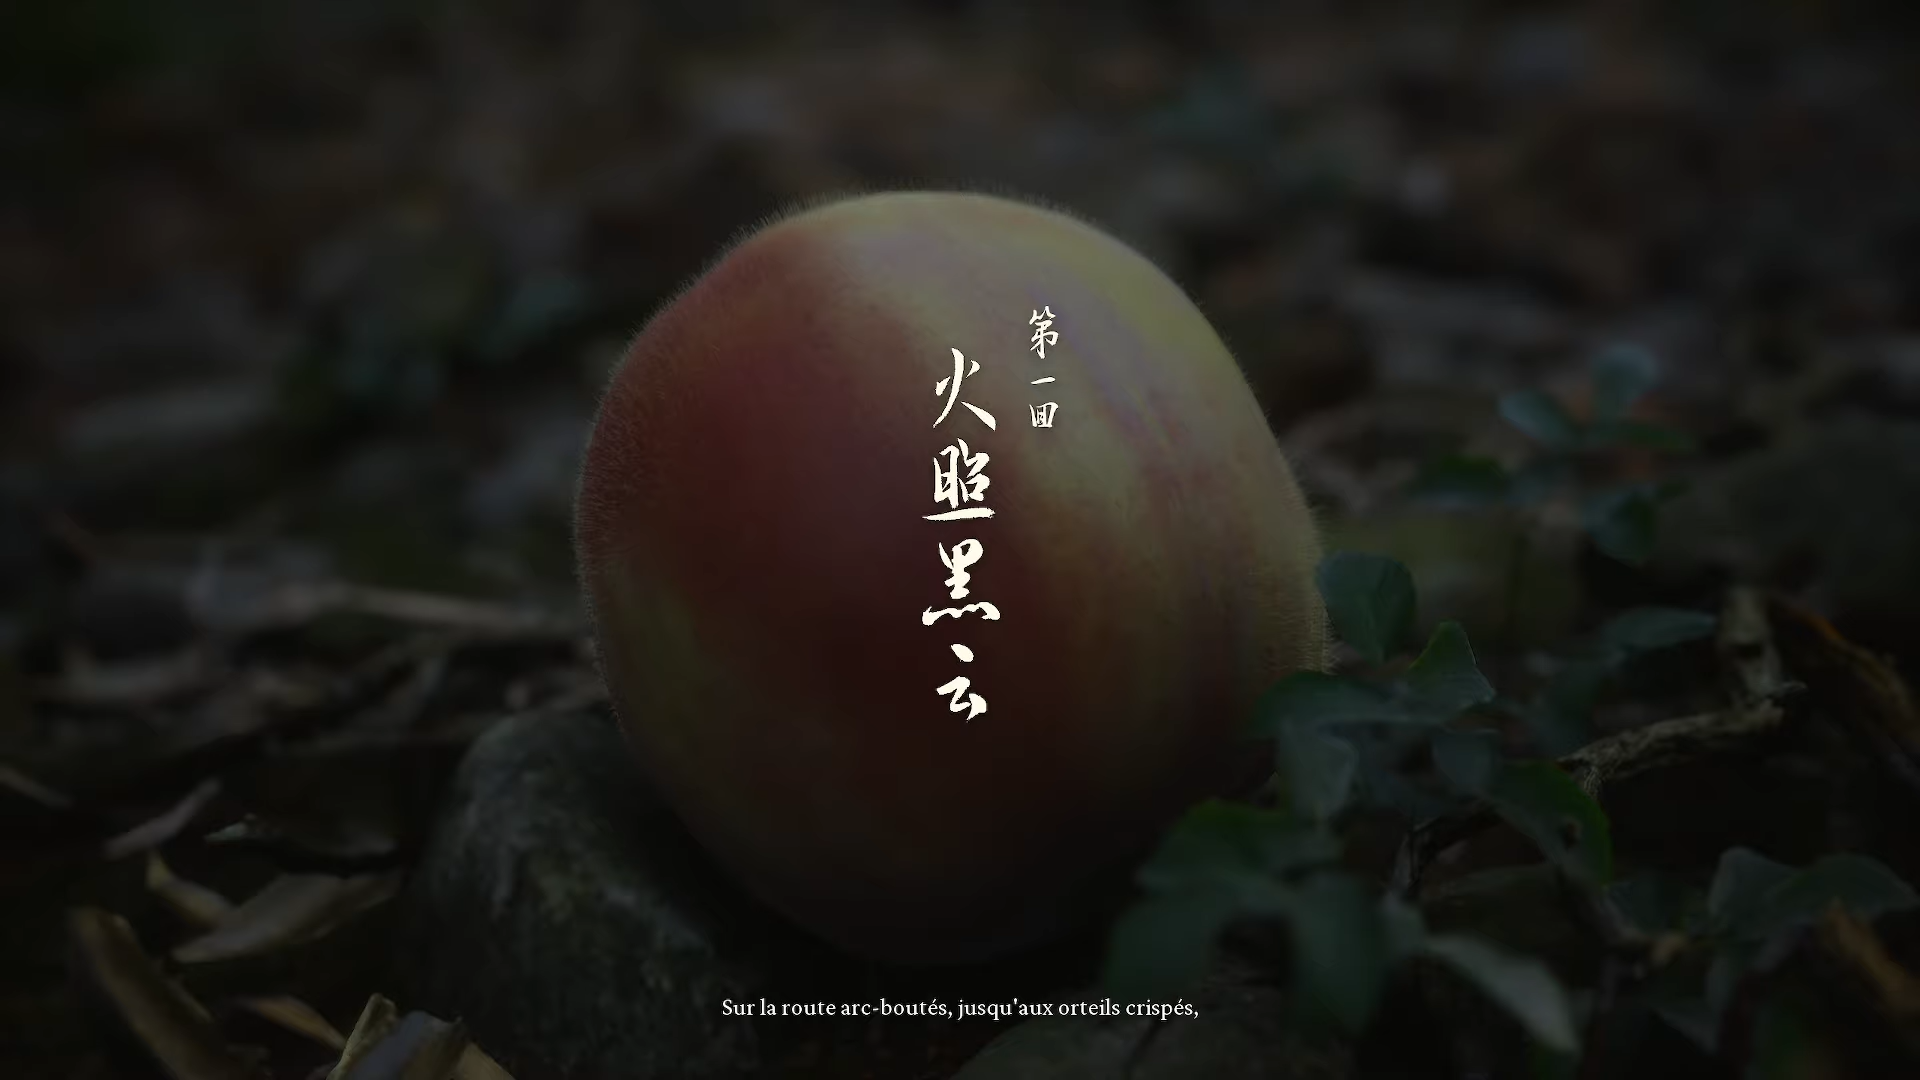 第一回
火照黑云
Sur la route arc-boutés, jusqu'aux orteils crispés,